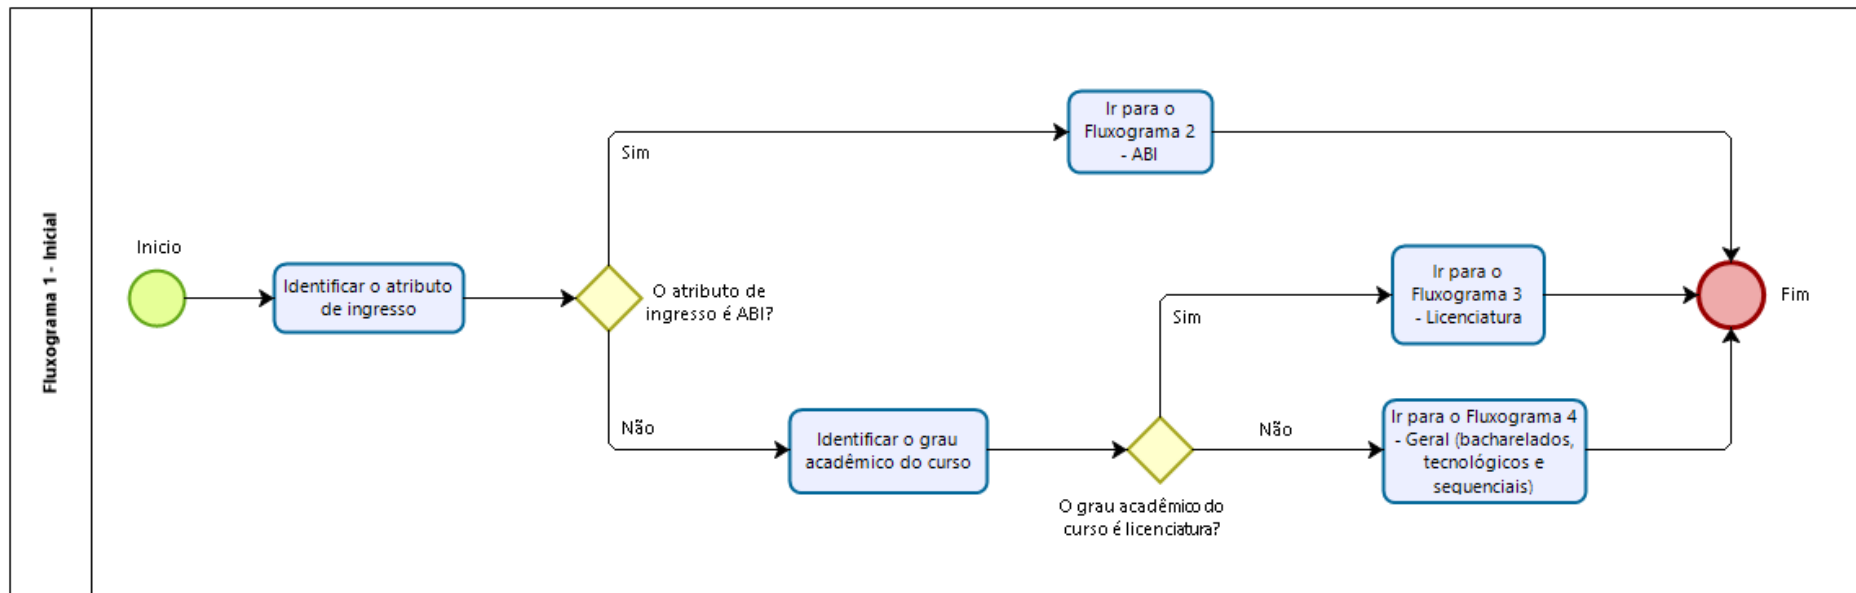 Fluxograma 1 - Inicial
Inicio
Identificar o atributo
de ingresso
O atributo de
ingresso é ABI?
Sim
Ir para o
Fluxograma 2
- ABI
Não
Identificar o grau
acadêmico do curso
O grau acadêmico do
curso é licenciatura?
Sim
Ir para o
Fluxograma 3
- Licenciatura
Não
Ir para o Fluxograma 4
- Geral (bacharelados,
tecnológicos e
sequenciais)
Fim